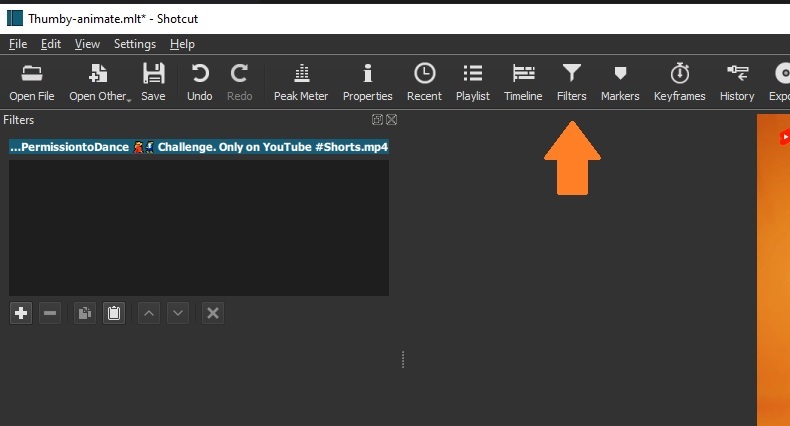 Thumby-animate.mlt* - Shotcut
File Edit View Settings Help
Open File Open Other Save Undo Redo Peak Meter Properties Recent Playlist Timeline Filters Markers Keyframes History Expo
Filters
...PermissiontoDance Challenge. Only on YouTube #Shorts.mp4